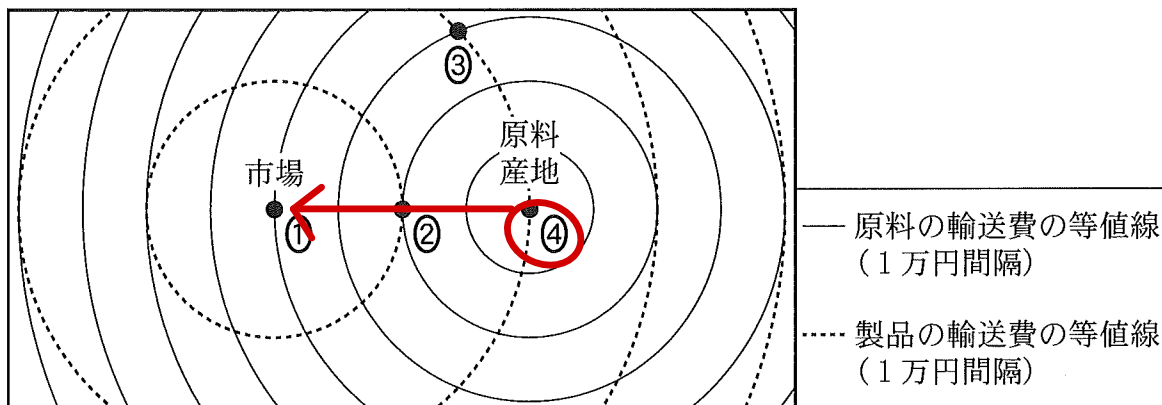 ③
原料
産地
市場
①
②
④
原料の輸送費の等値線
(1万円間隔)
製品の輸送費の等値線
(1万円間隔)